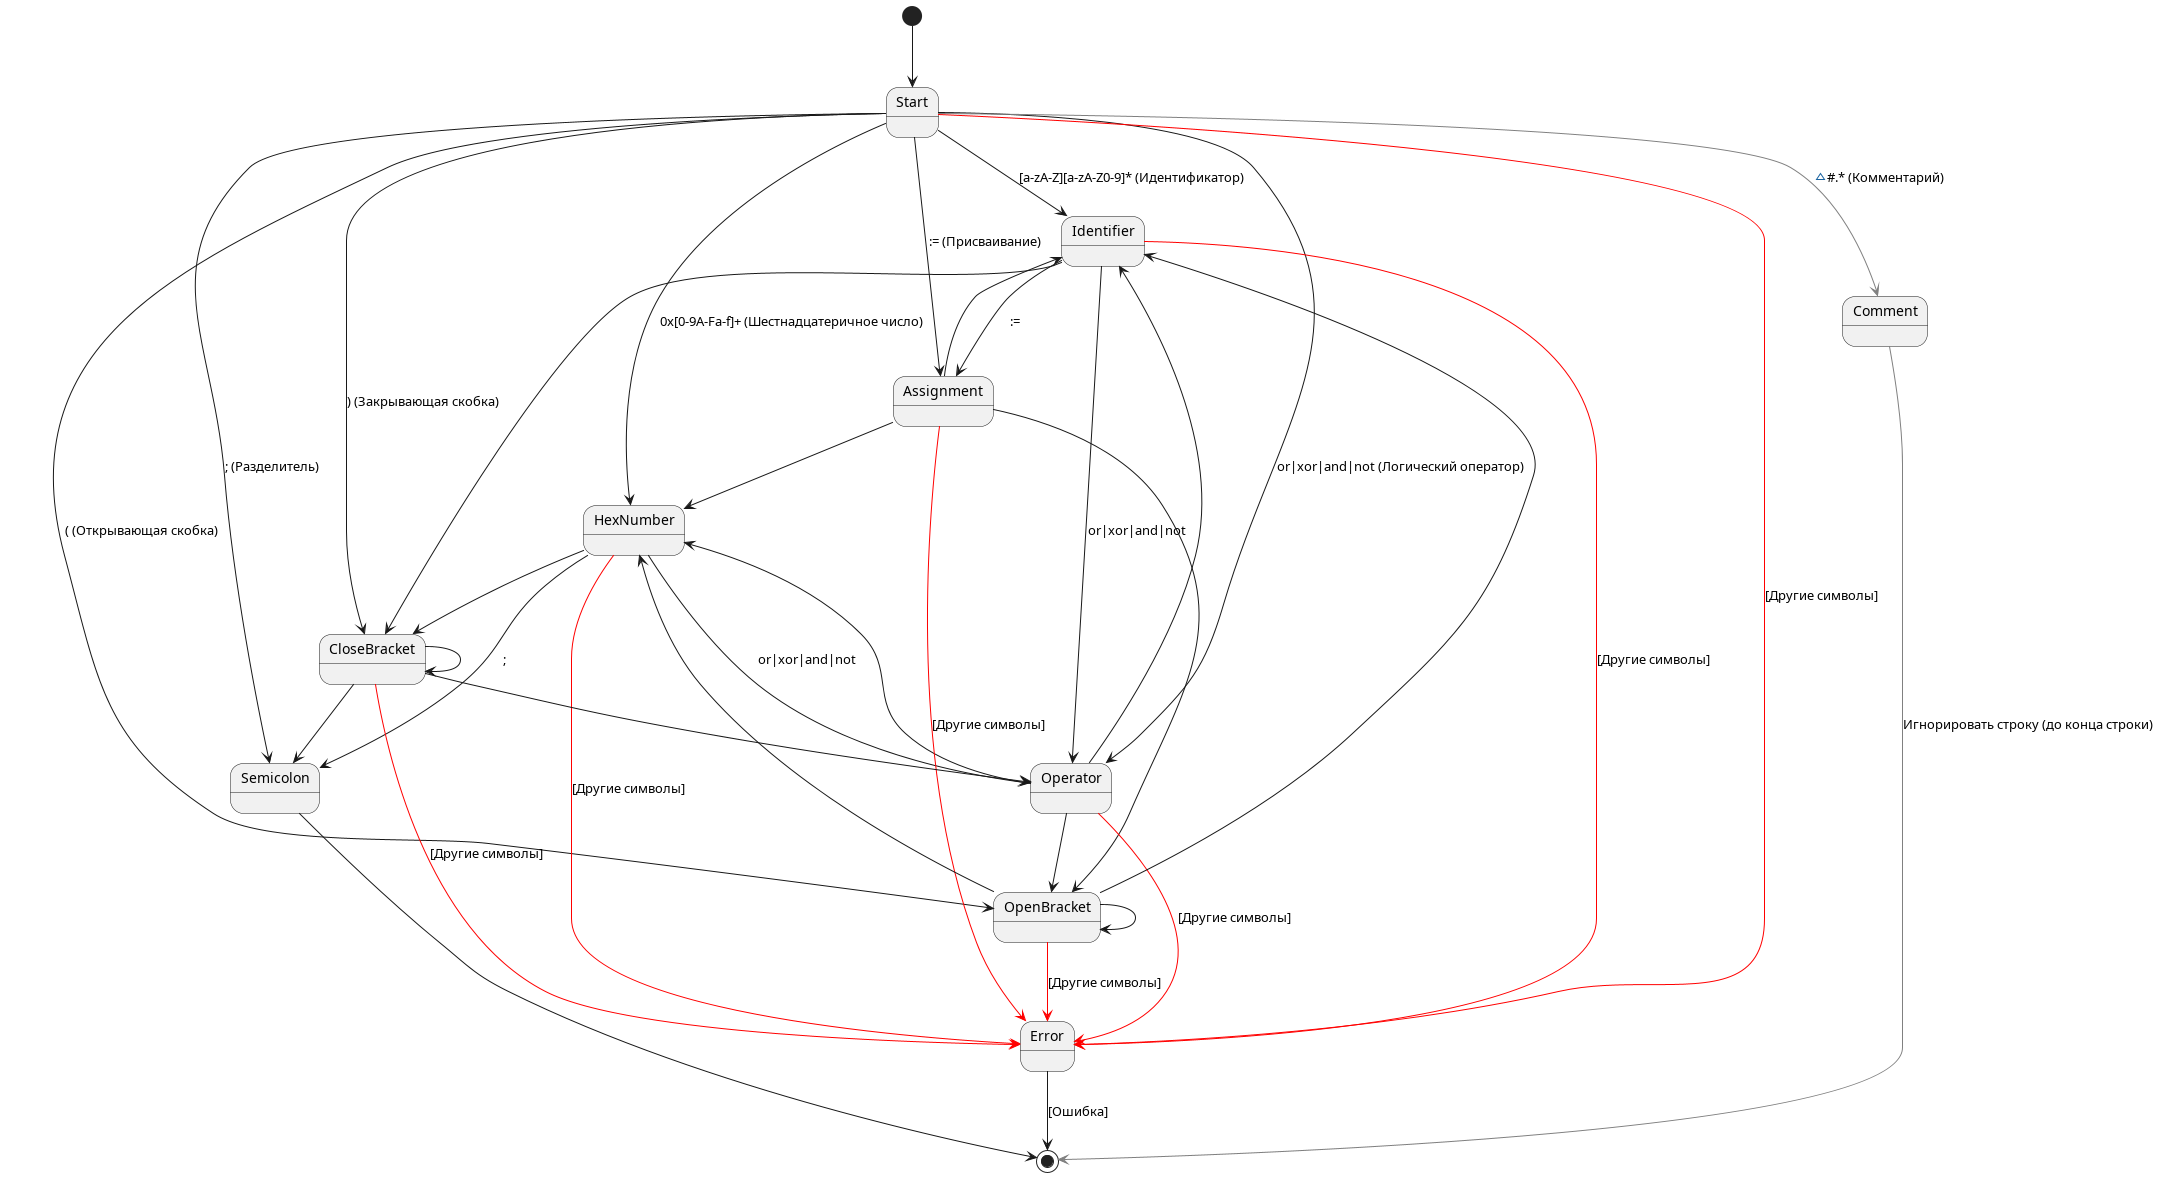 Start
[a-zA-Z][a-zA-Z0-9]* (Идентификатор)
#.* (Комментарий)
Identifier
:= (Присваивание)
Comment
0x[0-9A-Fa-f]+ (Шестнадцатеричное число)
:=
Assignment
) (Закрывающая скобка)
; (Разделитель)
or|xor|and|not (Логический оператор)
HexNumber
( (Открывающая скобка)
or|xor|and|not
[Другие символы]
CloseBracket
;
or|xor|and|not
[Другие символы]
[Другие символы]
Игнорировать строку (до конца строки)
Semicolon
Operator
[Другие символы]
[Другие символы]
OpenBracket
[Другие символы]
[Другие символы]
Error
[Ошибка]